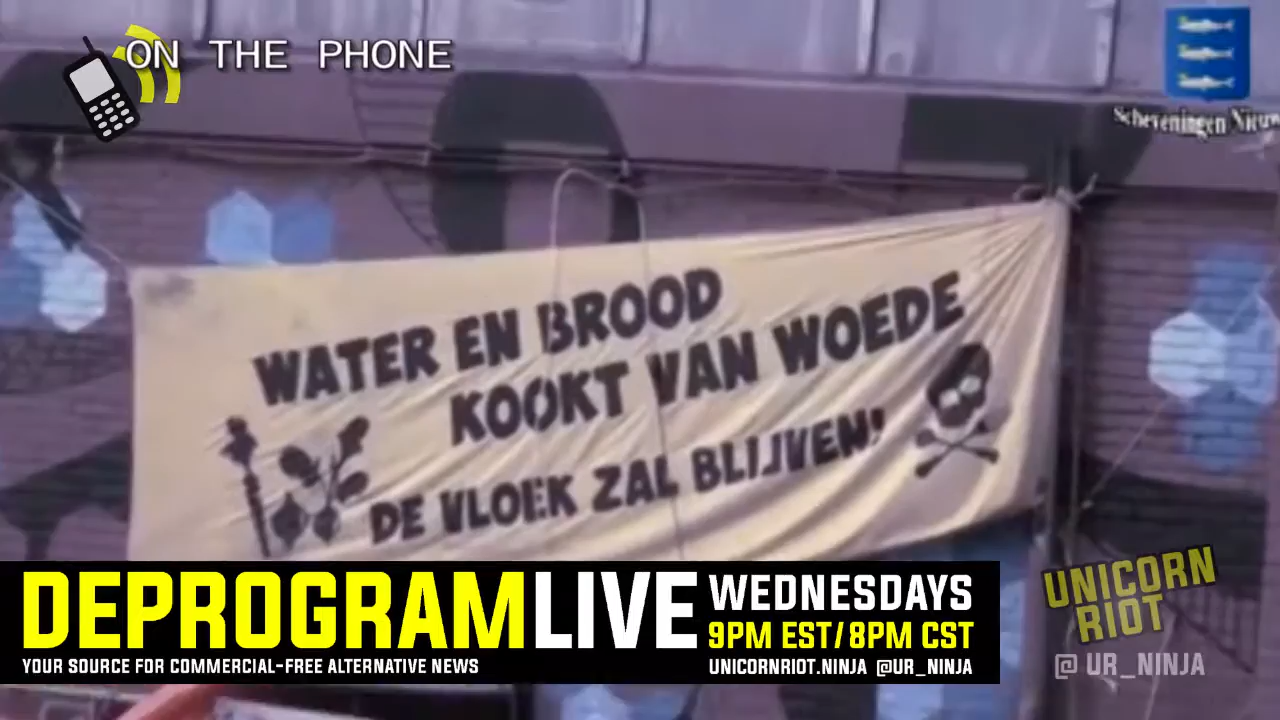 ON THE PHONE
Scheveningen
WATER EN BROOD
KOOKT VAN WOEDE
DE VLOEK ZAL BLIJVEN!
DEPROGRAMLIVE
YOUR SOURCE FOR COMMERCIAL-FREE ALTERNATIVE NEWS
WEDNESDAYS
9PM EST/8PM CST
UNICORNRIOT.NINJA @UR_NINJA
UNICORN
RIOT
@UR_NINJA